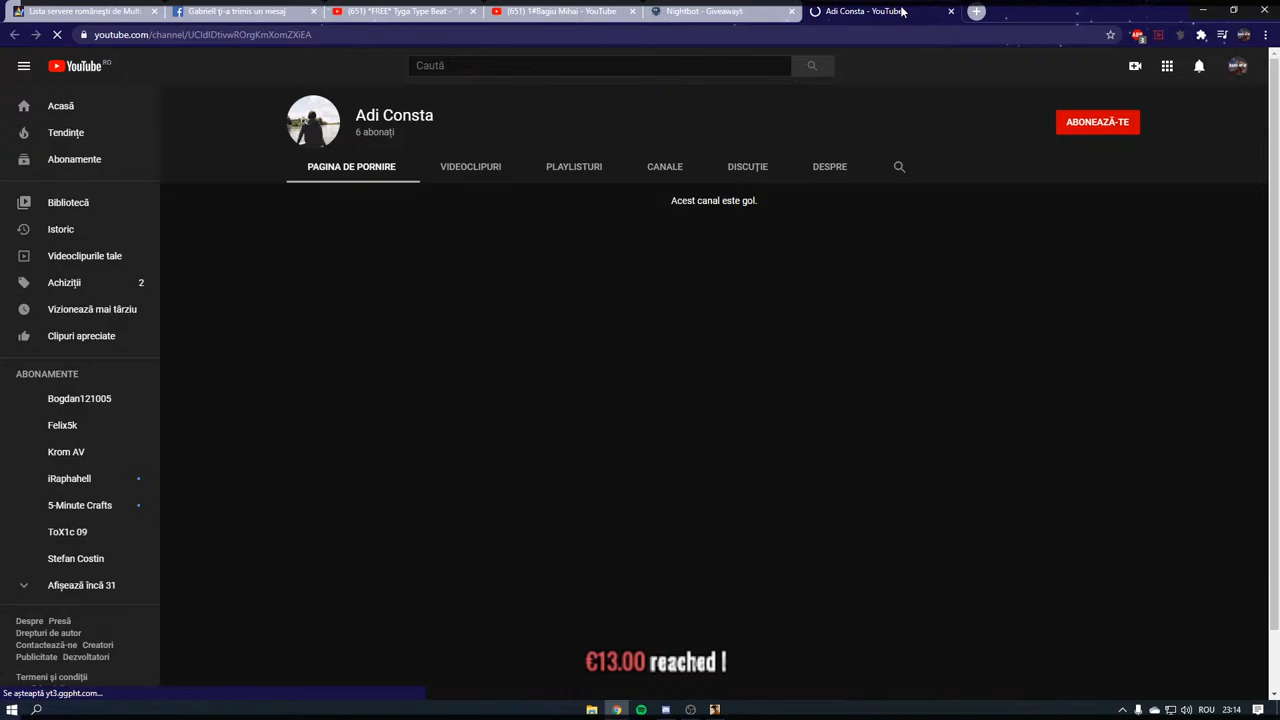 Lista servere românești de Multi
Gabriell ți-a trimis un mesaj
(651) *FREE* Tyga Type Beat - "
(651) 1#Bagiu Mihai - YouTube
Nightbot - Giveaways
Adi Consta - YouTube
youtube.com/channel/UCIdIDtivwROrgKmXomZXiEA
YouTube RO
Caută
Adi Consta
6 abonați
ABONEAZĂ-TE
PAGINA DE PORNIRE
VIDEOCLIPURI
PLAYLISTURI
CANALE
DISCUȚIE
DESPRE
Acest canal este gol.
Acasă
Tendințe
Abonamente
Bibliotecă
Istoric
Videoclipurile tale
Achiziții 2
Vizionează mai târziu
Clipuri apreciate
ABONAMENTE
Bogdan121005
Felix5k
Krom AV
iRaphahell
5-Minute Crafts
ToX1c 09
Stefan Costin
Afișează încă 31
Despre Presă
Drepturi de autor
Contactează-ne Creatori
Publicitate Dezvoltatori
Termeni și condiții
€13.00 reached !
Se așteaptă yt3.ggpht.com...
ROU 23:14